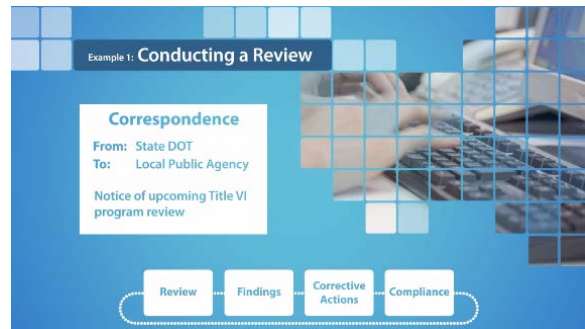 Example 1: Conducting a Review
Correspondence
From: State DOT
To: Local Public Agency
Notice of upcoming Title VI
program review
Review
Findings
Corrective
Actions
Compliance